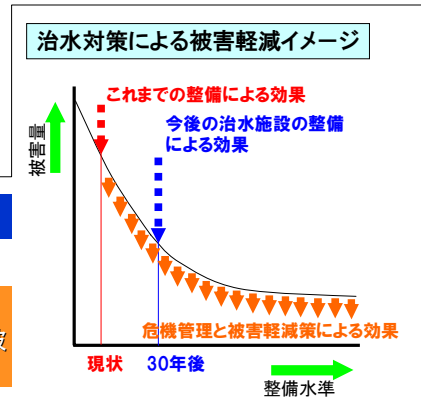 治水対策による被害軽減イメージ
これまでの整備による効果
今後の治水施設の整備
による効果
被害量
危機管理と被害軽減策による効果
現状
30年後
整備水準